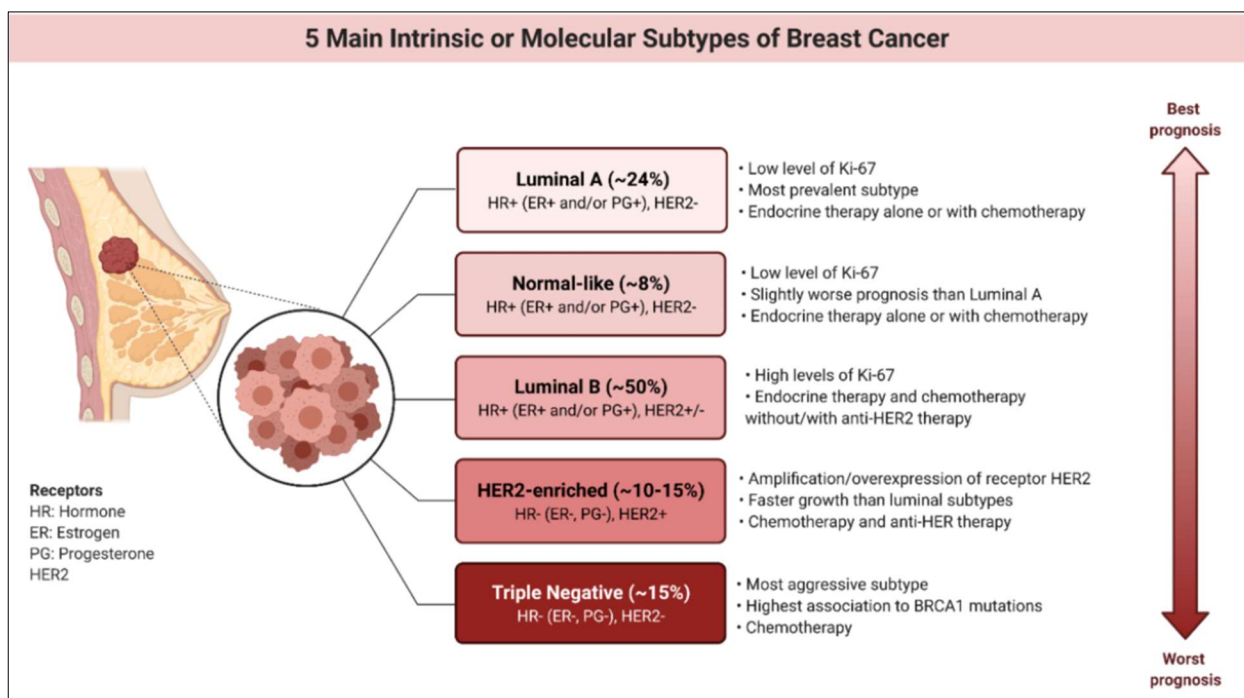 5 Main Intrinsic or Molecular Subtypes of Breast Cancer
Best
prognosis
Luminal A (~24%)
HR+ (ER+ and/or PG+), HER2-
• Low level of Ki-67
• Most prevalent subtype
• Endocrine therapy alone or with chemotherapy
Normal-like (~8%)
HR+ (ER+ and/or PG+), HER2-
• Low level of Ki-67
• Slightly worse prognosis than Luminal A
• Endocrine therapy alone or with chemotherapy
Luminal B (~50%)
HR+ (ER+ and/or PG+), HER2+/-
• High levels of Ki-67
• Endocrine therapy and chemotherapy
without/with anti-HER2 therapy
HER2-enriched (~10-15%)
HR- (ER-, PG-), HER2+
• Amplification/overexpression of receptor HER2
• Faster growth than luminal subtypes
• Chemotherapy and anti-HER therapy
Triple Negative (~15%)
HR- (ER-, PG-), HER2-
• Most aggressive subtype
• Highest association to BRCA1 mutations
• Chemotherapy
Receptors
HR: Hormone
ER: Estrogen
PG: Progesterone
HER2
Worst
prognosis